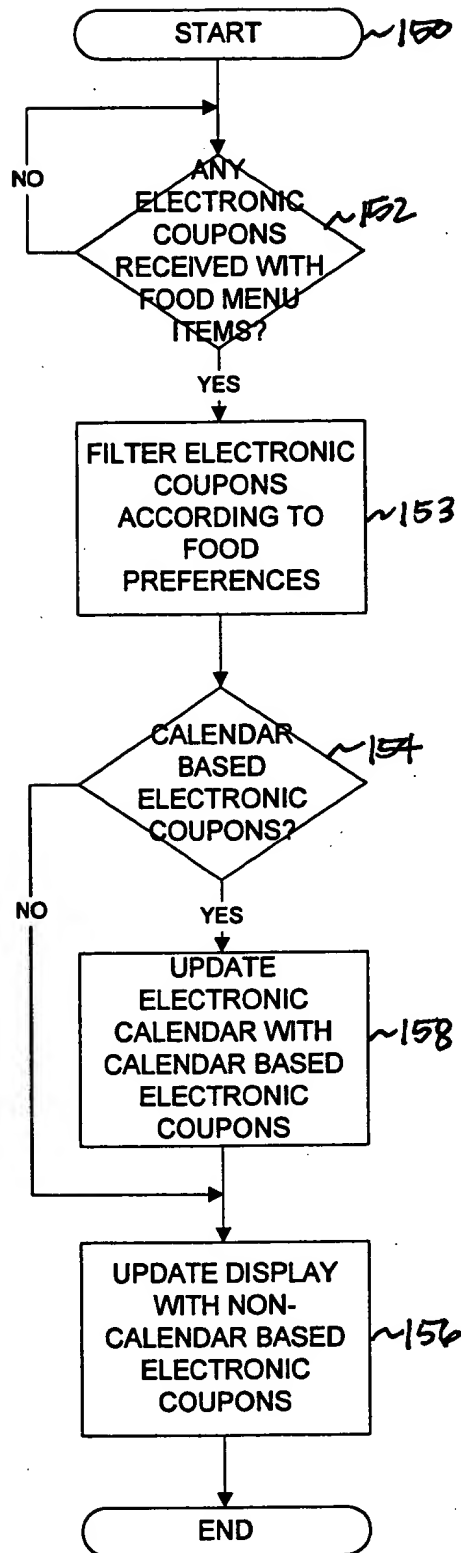 START
~150
NO
ANY
ELECTRONIC
COUPONS
RECEIVED WITH
FOOD MENU
ITEMS?
~152
YES
FILTER ELECTRONIC
COUPONS
ACCORDING TO
FOOD
PREFERENCES
~153
CALENDAR
BASED
ELECTRONIC
COUPONS?
~154
NO
YES
UPDATE
ELECTRONIC
CALENDAR WITH
CALENDAR BASED
ELECTRONIC
COUPONS
~158
UPDATE DISPLAY
WITH NON-
CALENDAR BASED
ELECTRONIC
COUPONS
~156
END